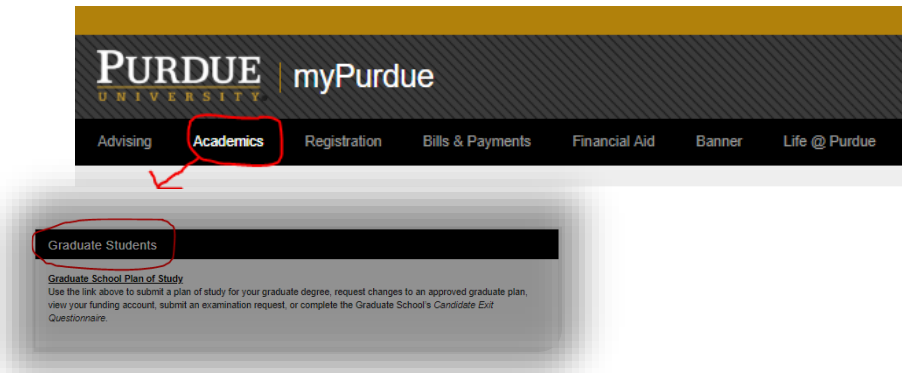 PURDUE
UNIVERSITY
myPurdue
Advising Academics Registration Bills & Payments Financial Aid Banner Life @ Purdue
Graduate Students
Graduate School Plan of Study
Use the link above to submit a plan of study for your graduate degree, request changes to an approved graduate plan,
view your funding account, submit an examination request, or complete the Graduate School's Candidate Exit
Questionnaire.